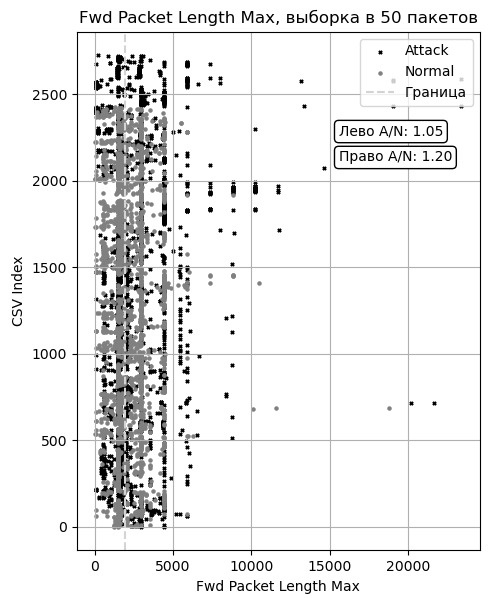 Fwd Packet Length Max, выборка в 50 пакетов
Attack
Normal
Граница
Лево A/N: 1.05
Право A/N: 1.20
2500
2000
1500
1000
500
0
CSV Index
0
5000
10000
15000
20000
Fwd Packet Length Max